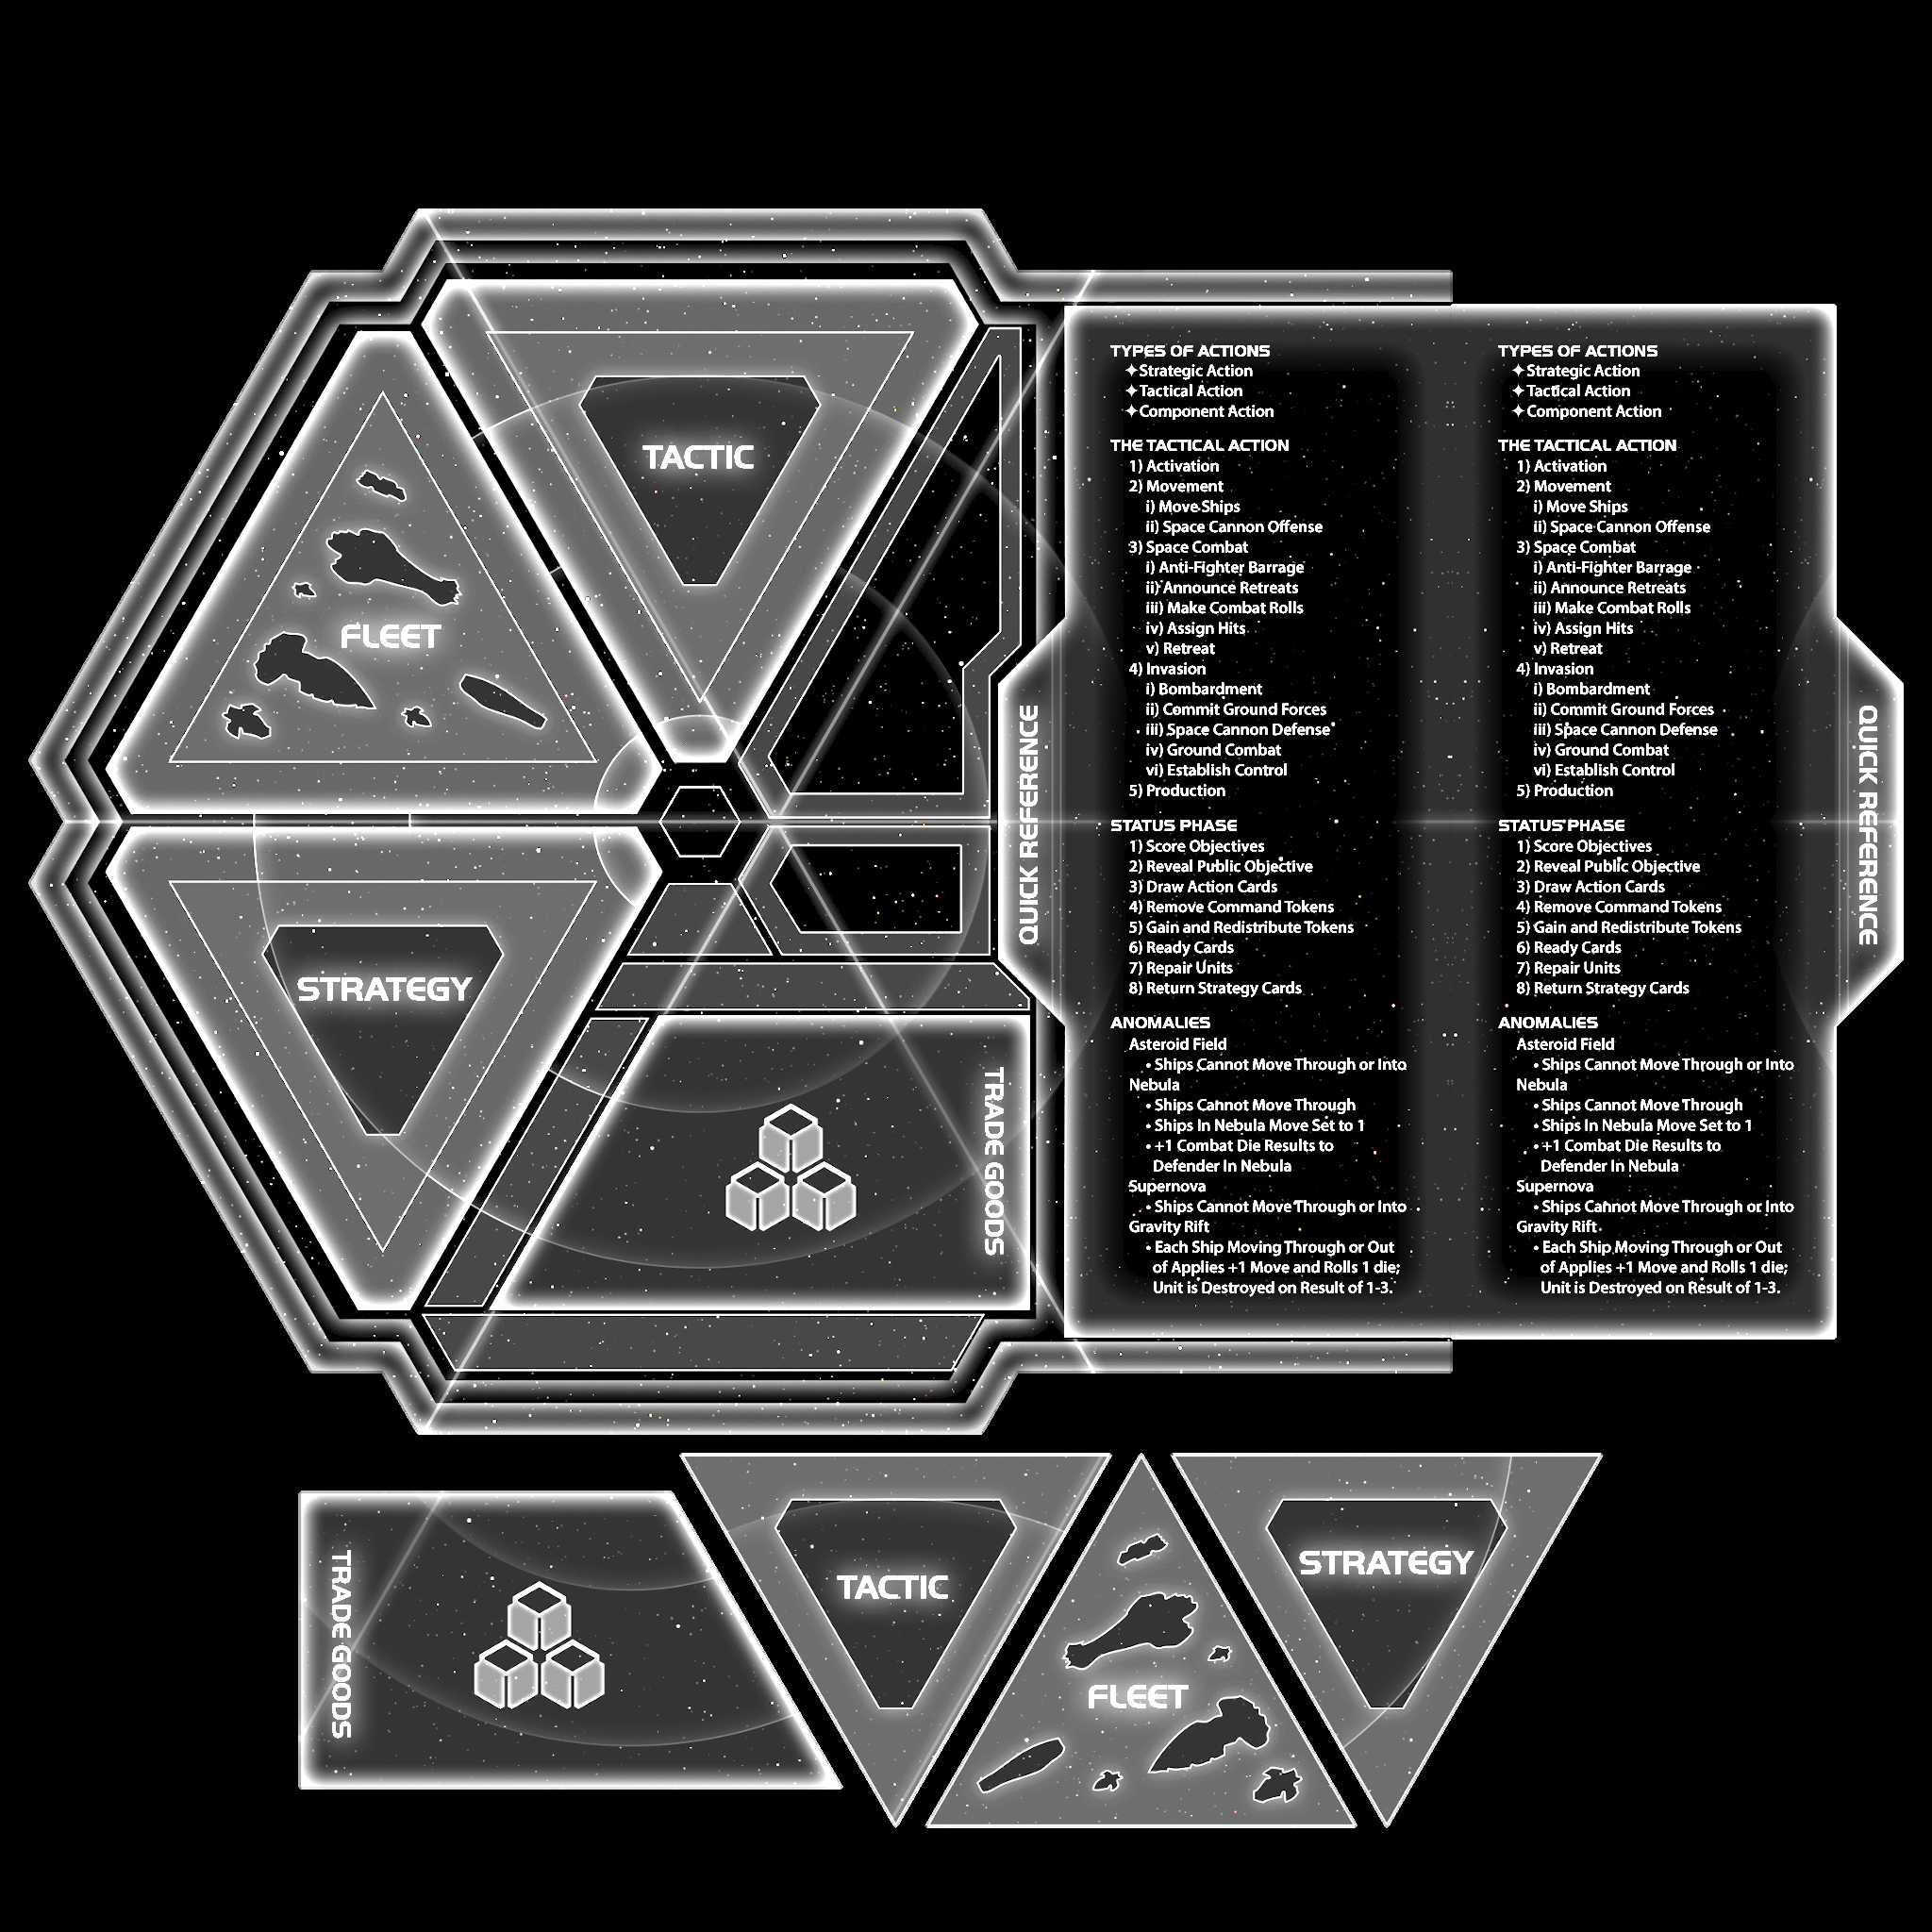 TACTIC
FLEET
STRATEGY
TRADE GOODS
QUICK REFERENCE
TYPES OF ACTIONS
✦Strategic Action
✦Tactical Action
✦Component Action
THE TACTICAL ACTION
1) Activation
2) Movement
i) Move Ships
ii) Space Cannon Offense
3) Space Combat
i) Anti-Fighter Barrage
ii) Announce Retreats
iii) Make Combat Rolls
iv) Assign Hits
v) Retreat
4) Invasion
i) Bombardment
ii) Commit Ground Forces
iii) Space Cannon Defense
iv) Ground Combat
vi) Establish Control
5) Production
STATUS PHASE
1) Score Objectives
2) Reveal Public Objective
3) Draw Action Cards
4) Remove Command Tokens
5) Gain and Redistribute Tokens
6) Ready Cards
7) Repair Units
8) Return Strategy Cards
ANOMALIES
Asteroid Field
• Ships Cannot Move Through or Into
Nebula
• Ships Cannot Move Through
• Ships In Nebula Move Set to 1
• +1 Combat Die Results to
Defender In Nebula
Supernova
• Ships Cannot Move Through or Into
Gravity Rift
• Each Ship Moving Through or Out
of Applies +1 Move and Rolls 1 die;
Unit is Destroyed on Result of 1-3.
TYPES OF ACTIONS
✦Strategic Action
✦Tactical Action
✦Component Action
THE TACTICAL ACTION
1) Activation
2) Movement
i) Move Ships
ii) Space Cannon Offense
3) Space Combat
i) Anti-Fighter Barrage
ii) Announce Retreats
iii) Make Combat Rolls
iv) Assign Hits
v) Retreat
4) Invasion
i) Bombardment
ii) Commit Ground Forces
iii) Space Cannon Defense
iv) Ground Combat
vi) Establish Control
5) Production
STATUS PHASE
1) Score Objectives
2) Reveal Public Objective
3) Draw Action Cards
4) Remove Command Tokens
5) Gain and Redistribute Tokens
6) Ready Cards
7) Repair Units
8) Return Strategy Cards
ANOMALIES
Asteroid Field
• Ships Cannot Move Through or Into
Nebula
• Ships Cannot Move Through
• Ships In Nebula Move Set to 1
• +1 Combat Die Results to
Defender In Nebula
Supernova
• Ships Cannot Move Through or Into
Gravity Rift
• Each Ship Moving Through or Out
of Applies +1 Move and Rolls 1 die;
Unit is Destroyed on Result of 1-3.
QUICK REFERENCE
TRADE GOODS
TACTIC
FLEET
STRATEGY